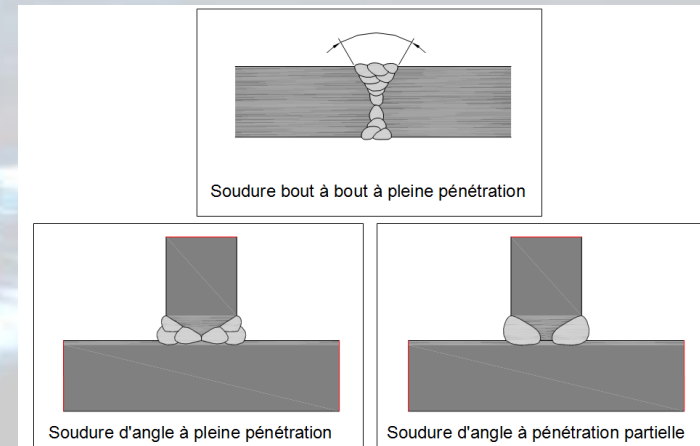 Soudure bout à bout à pleine pénétration
Soudure d'angle à pleine pénétration
Soudure d'angle à pénétration partielle